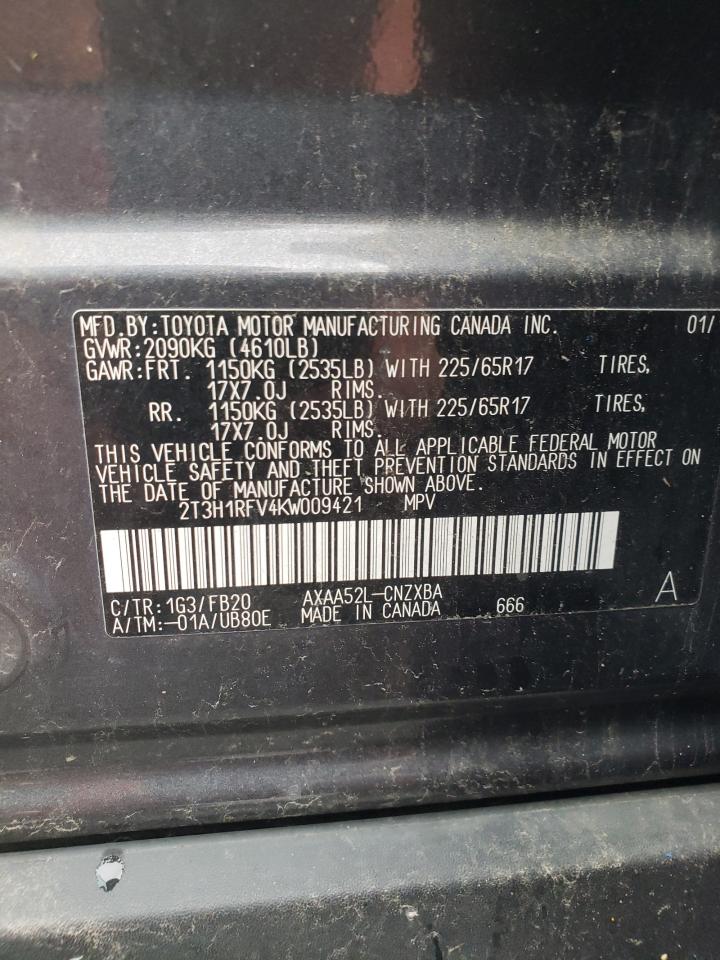 MFD.BY:TOYOTA MOTOR MANUFACTURING CANADA INC. 01/
GVWR:2090KG (4610LB)
GAWR:FRT. 1150KG (2535LB) WITH 225/65R17 TIRES,
17X7.0J RIMS.
RR. 1150KG (2535LB) WITH 225/65R17 TIRES,
17X7.0J RIMS.
THIS VEHICLE CONFORMS TO ALL APPLICABLE FEDERAL MOTOR
VEHICLE SAFETY AND THEFT PREVENTION STANDARDS IN EFFECT ON
THE DATE OF MANUFACTURE SHOWN ABOVE.
2T3H1RFV4KW009421 MPV
C/TR:1G3/FB20 AXAA52L-CNZXBA A
A/TM:-01A/UB80E MADE IN CANADA 666